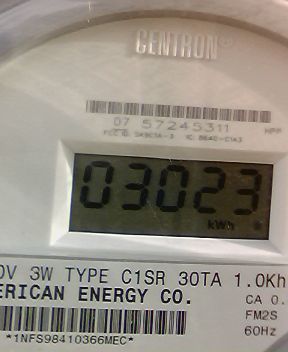 CENTRON®
07 57245311 HPP
03023
kWh
0V 3W TYPE C1SR 30TA 1.0Kh
ERICAN ENERGY CO. CA 0.
FM2S
60Hz
*1NFS98410366MEC*